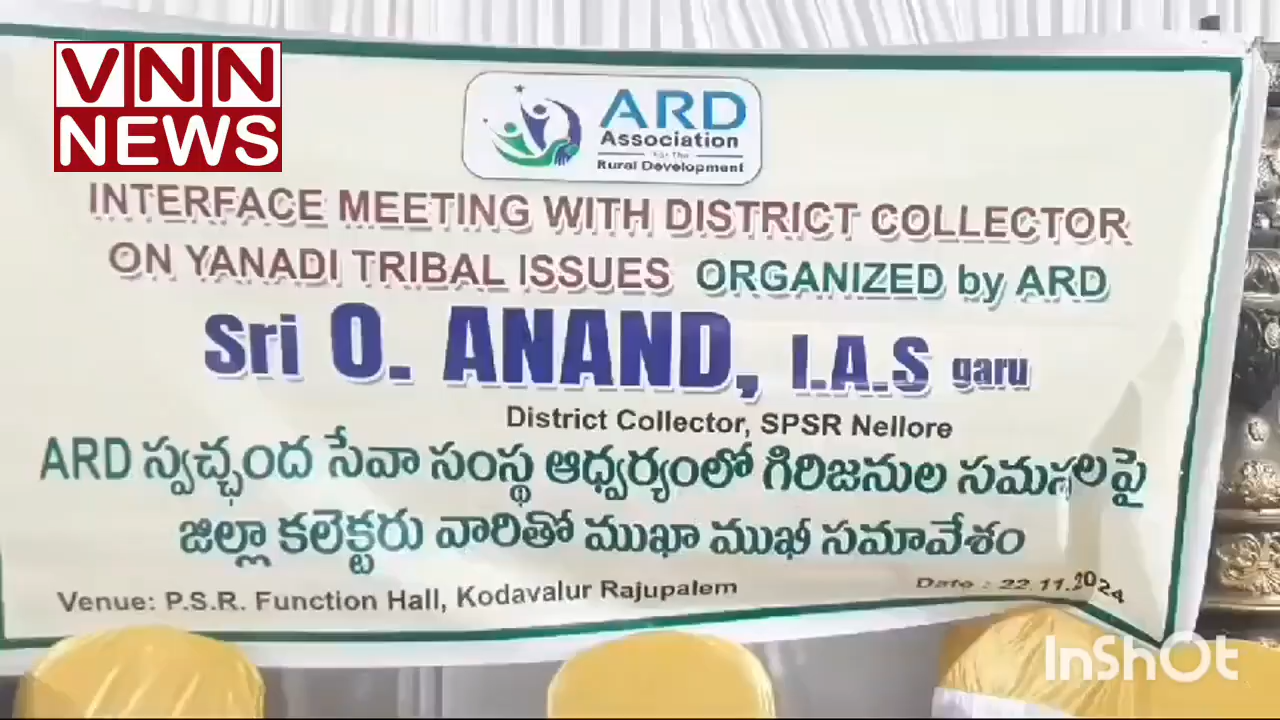 VNN
NEWS
ARD
Association
For The
Rural Development
INTERFACE MEETING WITH DISTRICT COLLECTOR
ON YANADI TRIBAL ISSUES ORGANIZED by ARD
Sri O. ANAND, I.A.S garu
District Collector, SPSR Nellore
ARD స్వచ్ఛంద సేవా సంస్థ ఆధ్వర్యంలో గిరిజనుల సమస్యలపై
జిల్లా కలెక్టరు వారితో ముఖా ముఖీ సమావేశం
Venue: P.S.R. Function Hall, Kodavalur Rajupalem
Date : 22.11.2024
InShOt